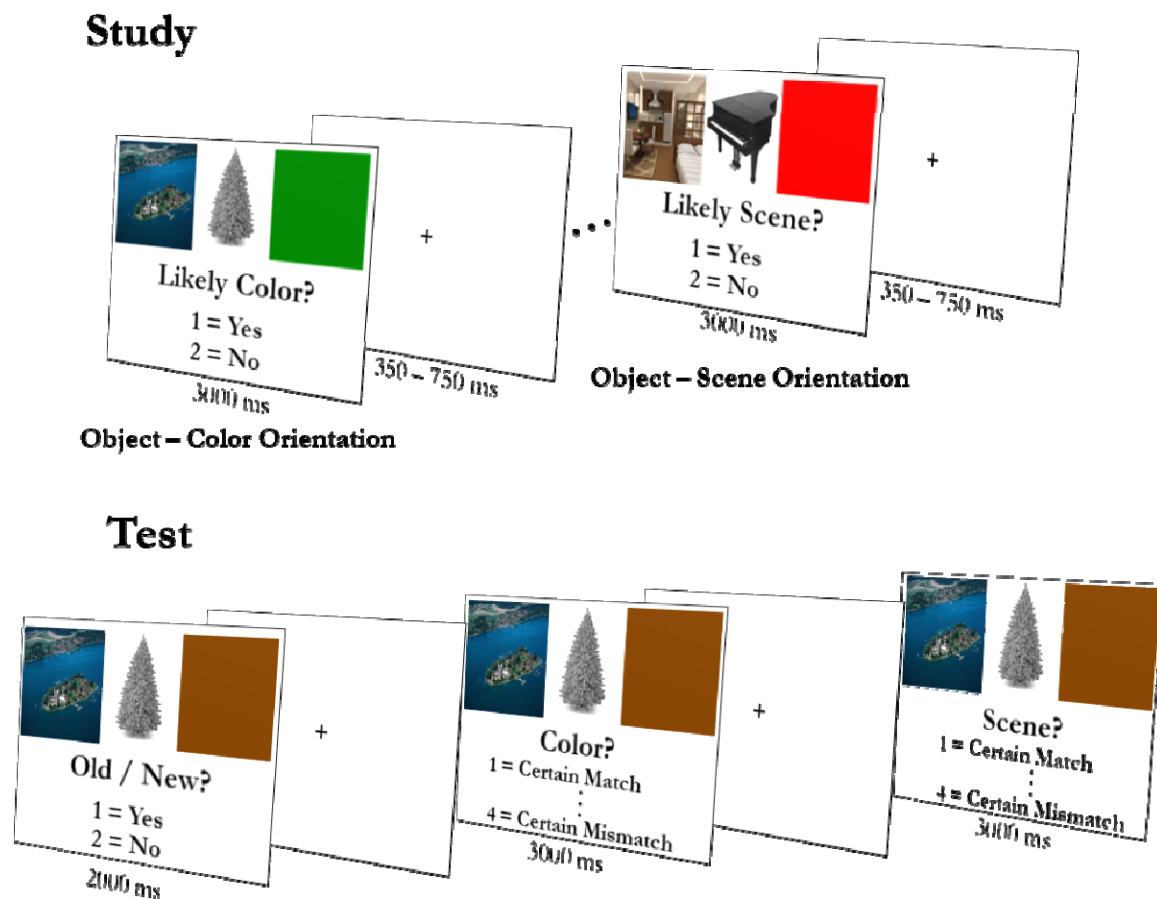 Study
Likely Color?
1 = Yes
2 = No
3000 ms
+
350 – 750 ms
Object – Color Orientation
Likely Scene?
1 = Yes
2 = No
3000 ms
+
350 – 750 ms
Object – Scene Orientation
Test
Old / New?
1 = Yes
2 = No
2000 ms
+
Color?
1 = Certain Match
4 = Certain Mismatch
3000 ms
+
Scene?
1 = Certain Match
4 = Certain Mismatch
3000 ms